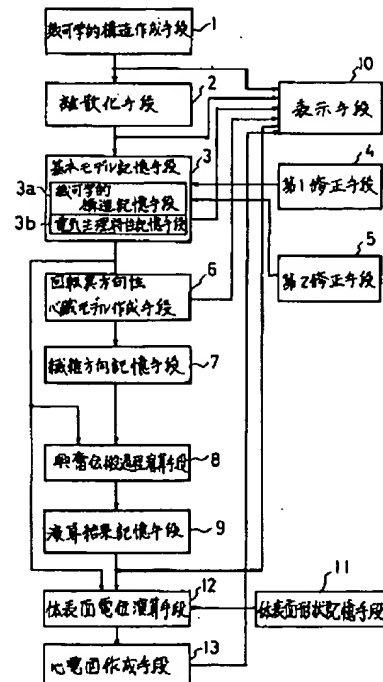 1
幾可学的構造作成手段
10
2
離散化手段
表示手段
基本モデル記憶手段
3
3a
幾可学的
構造記憶手段
3b
電気生理特性記憶手段
4
第1修正手段
5
第2修正手段
6
回転異方向性
心臓モデル作成手段
7
繊維方向記憶手段
興奮伝搬過程演算手段
8
演算結果記憶手段
9
12
体表面電位演算手段
11
体表面形状記憶手段
13
心電図作成手段